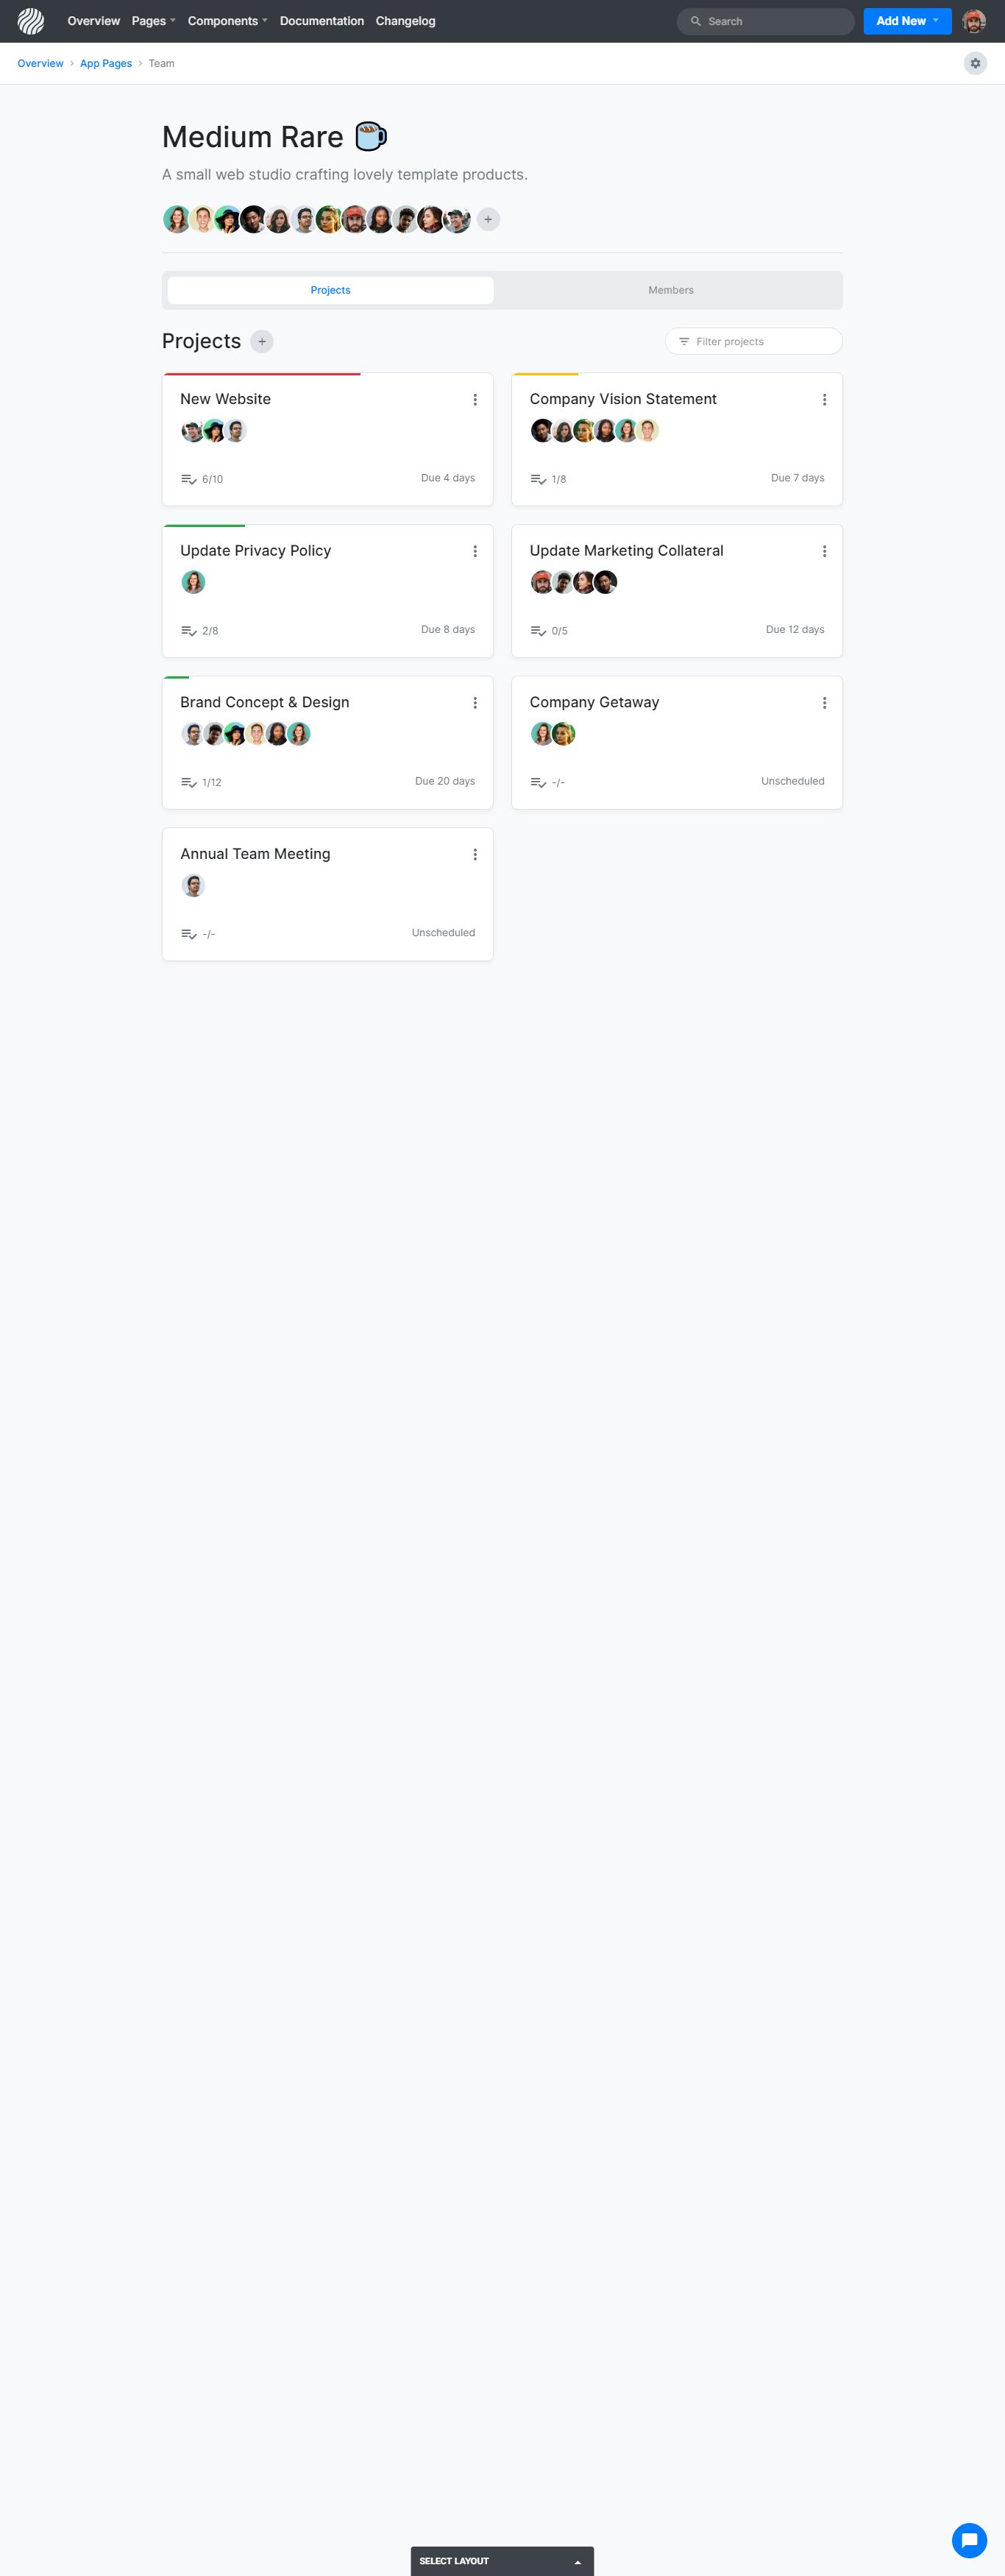 Overview Pages Components Documentation Changelog Search Add New
Overview App Pages Team
Medium Rare
A small web studio crafting lovely template products.
+
Projects Members
Projects + Filter projects
New Website
6/10 Due 4 days
Company Vision Statement
1/8 Due 7 days
Update Privacy Policy
2/8 Due 8 days
Update Marketing Collateral
0/5 Due 12 days
Brand Concept & Design
1/12 Due 20 days
Company Getaway
-/- Unscheduled
Annual Team Meeting
-/- Unscheduled
SELECT LAYOUT